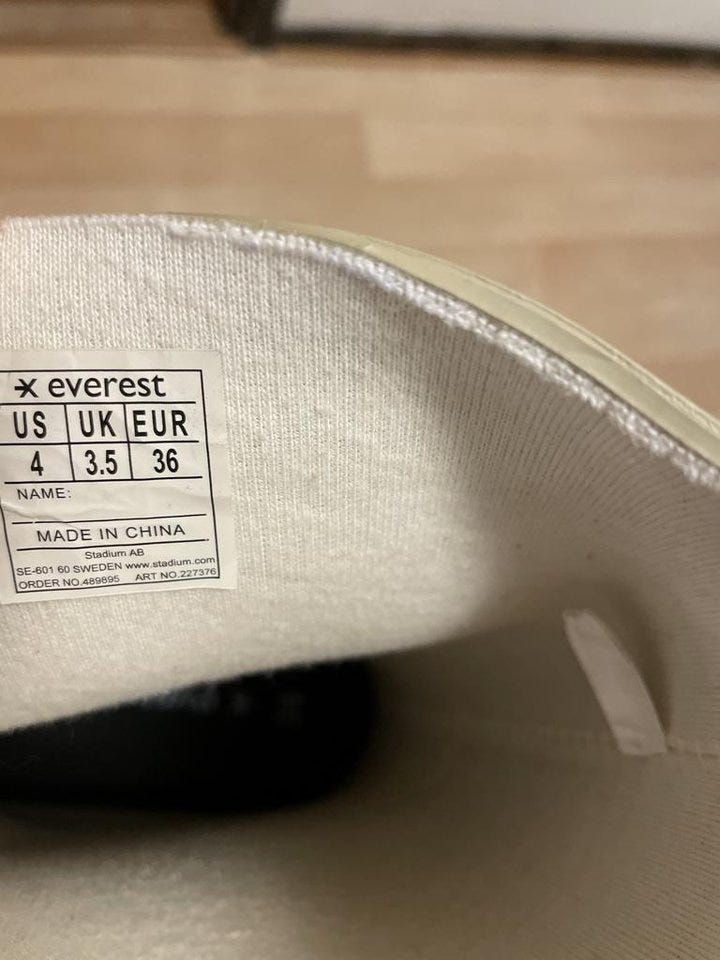 everest
US UK EUR
4 3.5 36
NAME:
MADE IN CHINA
Stadium AB
SE-601 60 SWEDEN www.stadium.com
ORDER NO.489895 ART NO.227376